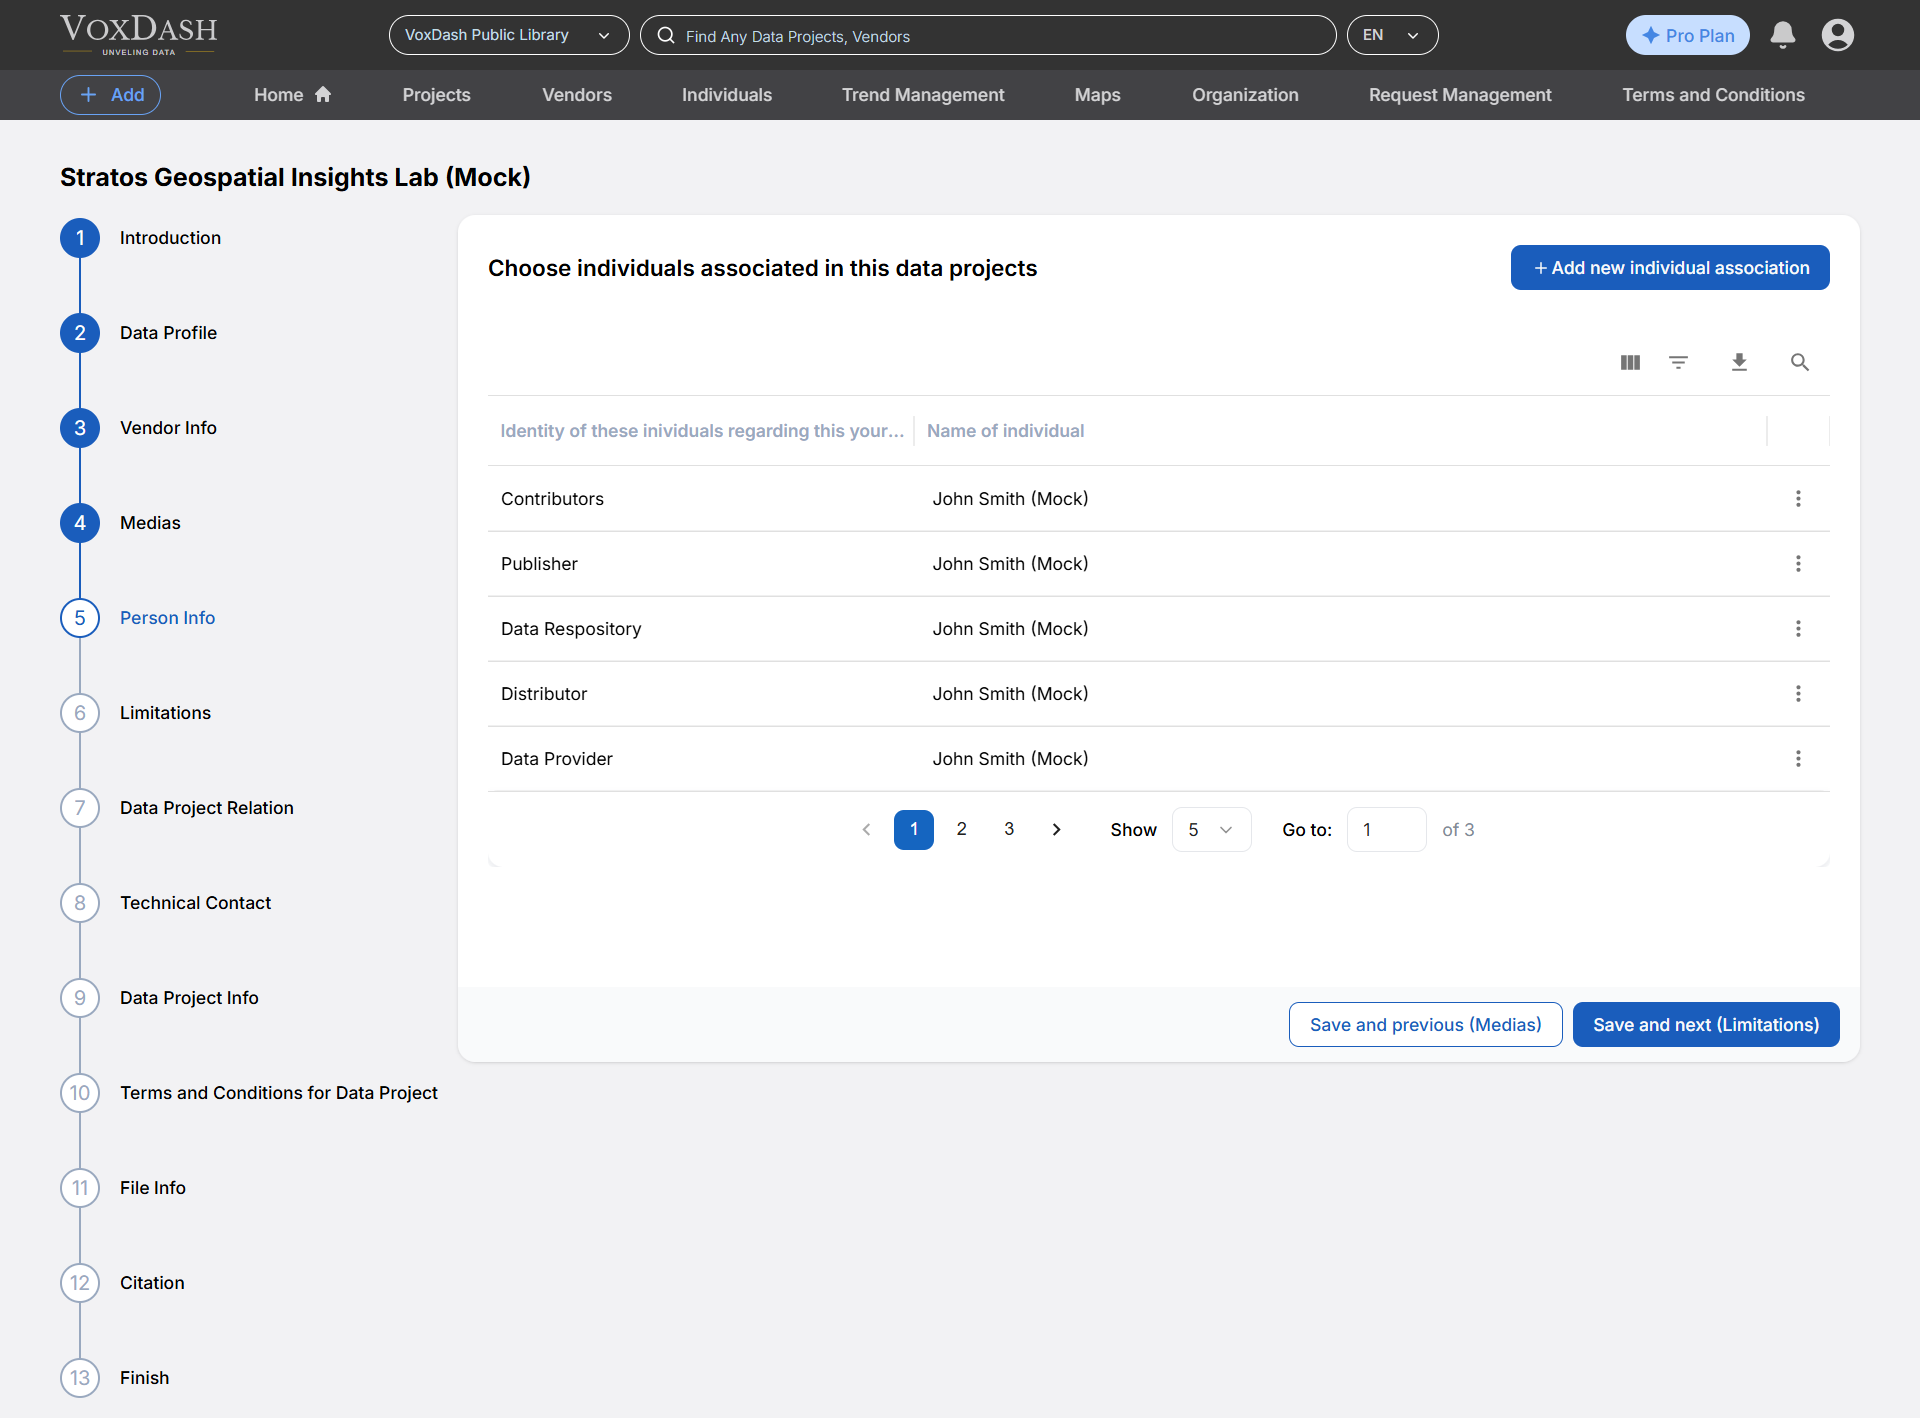 VOXDASH
UNVELING DATA
VoxDash Public Library
Find Any Data Projects, Vendors
EN
Pro Plan
Add
Home
Projects
Vendors
Individuals
Trend Management
Maps
Organization
Request Management
Terms and Conditions
Stratos Geospatial Insights Lab (Mock)
1 Introduction
2 Data Profile
3 Vendor Info
4 Medias
5 Person Info
6 Limitations
7 Data Project Relation
8 Technical Contact
9 Data Project Info
10 Terms and Conditions for Data Project
11 File Info
12 Citation
13 Finish
Choose individuals associated in this data projects
+ Add new individual association
Identity of these inividuals regarding this your... Name of individual
Contributors John Smith (Mock)
Publisher John Smith (Mock)
Data Respository John Smith (Mock)
Distributor John Smith (Mock)
Data Provider John Smith (Mock)
1 2 3 Show 5 Go to: 1 of 3
Save and previous (Medias)
Save and next (Limitations)